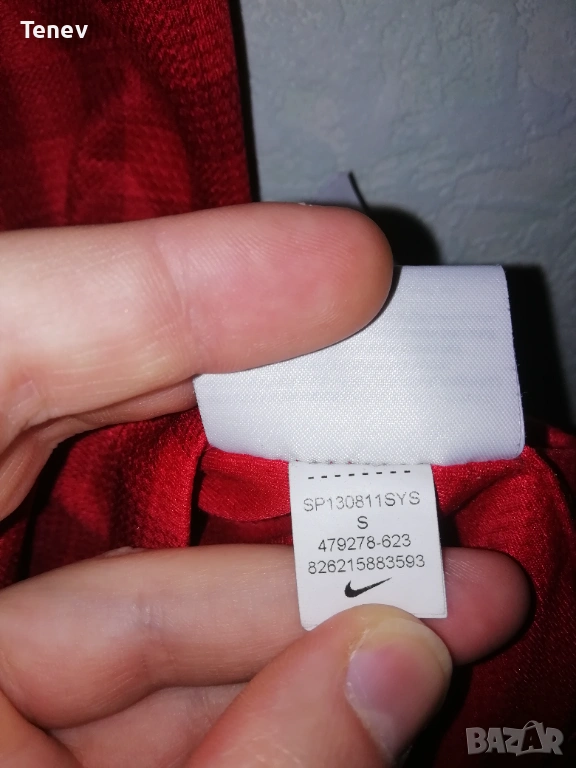 Tenev
SP130811SYS
S
479278-623
826215883593
BAZAR